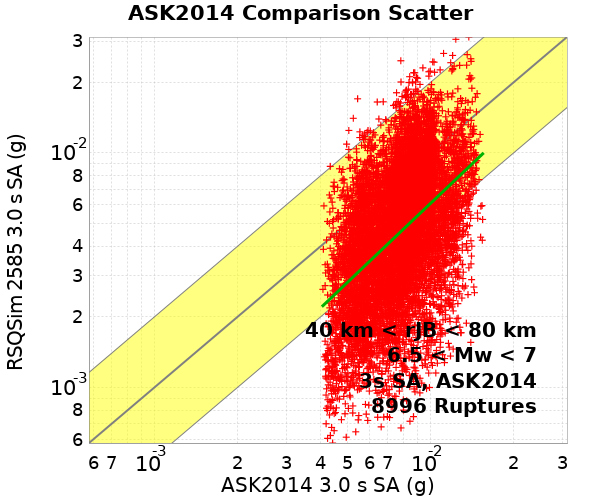 ASK2014 Comparison Scatter
RSQSim 2585 3.0 s SA (g)
3
2
10-2
8
6
4
3
2
10-3
8
6
40 km < rJB < 80 km
6.5 < Mw < 7
3s SA, ASK2014
8996 Ruptures
6 7 10-3 2 3 4 5 6 7 10-2 2 3
ASK2014 3.0 s SA (g)